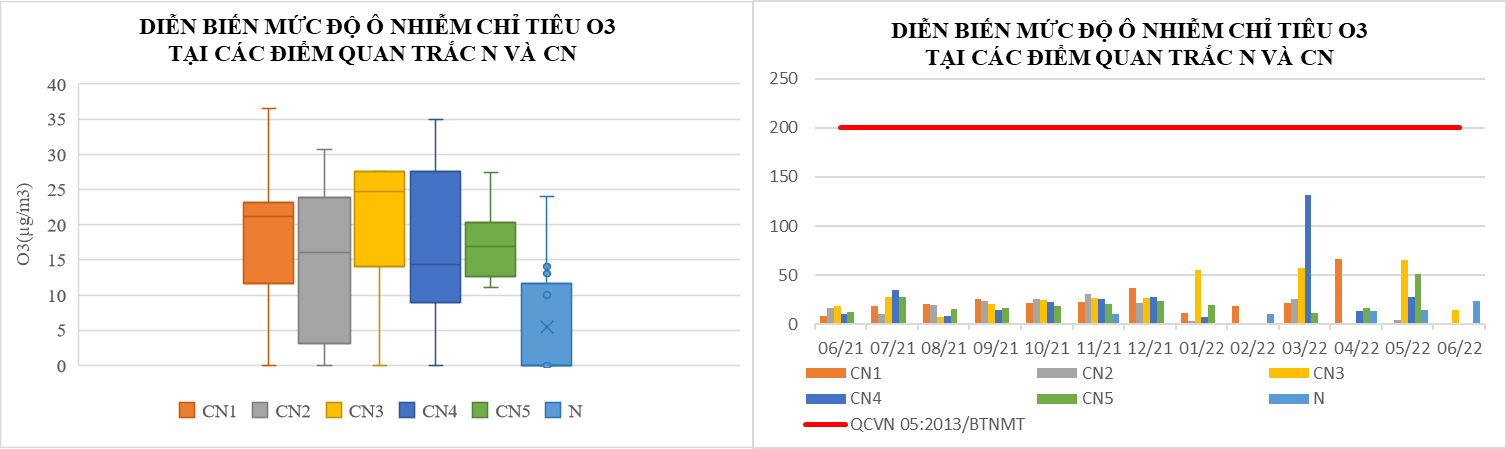 DIỄN BIẾN MỨC ĐỘ Ô NHIỄM CHỈ TIÊU O3
TẠI CÁC ĐIỂM QUAN TRẮC N VÀ CN
40
35
30
25
20
15
10
5
0
O3(µg/m3)
CN1 CN2 CN3 CN4 CN5 N
DIỄN BIẾN MỨC ĐỘ Ô NHIỄM CHỈ TIÊU O3
TẠI CÁC ĐIỂM QUAN TRẮC N VÀ CN
250
200
150
100
50
0
06/21 07/21 08/21 09/21 10/21 11/21 12/21 01/22 02/22 03/22 04/22 05/22 06/22
CN1 CN2 CN3
CN4 CN5 N
QCVN 05:2013/BTNMT